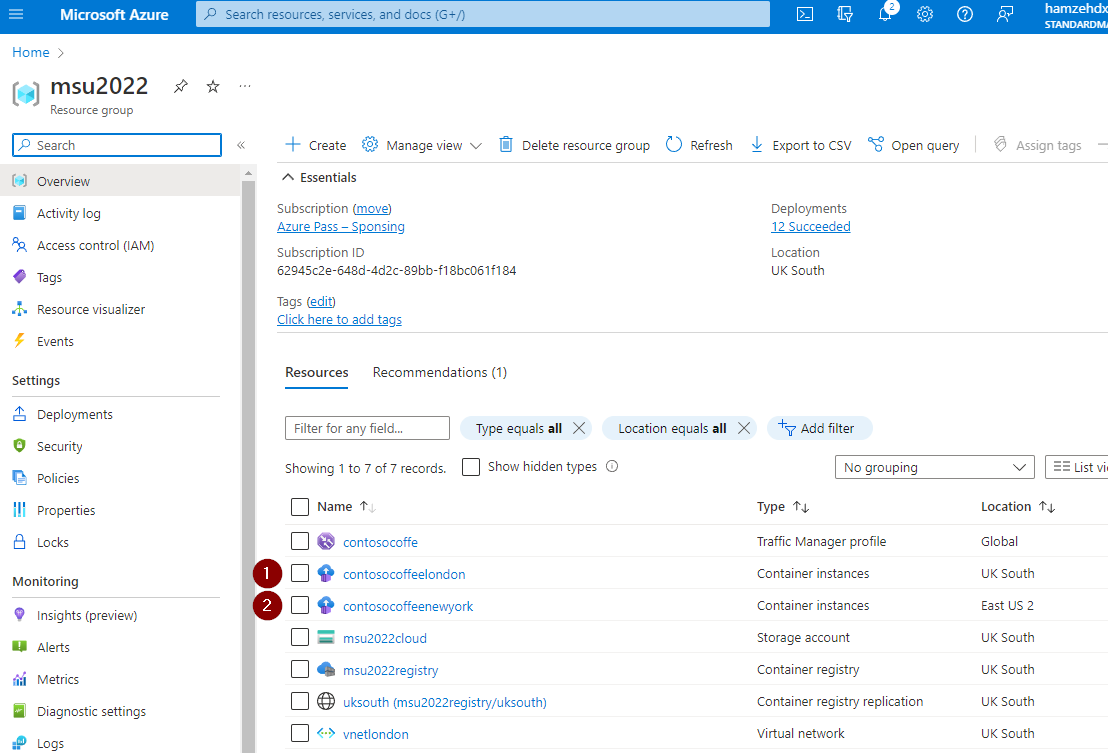 Microsoft Azure
Search resources, services, and docs (G+/)
2
hamzehdx
STANDARDMA
Home
msu2022
Resource group
Search
Create
Manage view
Delete resource group
Refresh
Export to CSV
Open query
Assign tags
Overview
Activity log
Access control (IAM)
Tags
Resource visualizer
Events
Settings
Deployments
Security
Policies
Properties
Locks
Monitoring
Insights (preview)
Alerts
Metrics
Diagnostic settings
Logs
Essentials
Subscription (move)
Azure Pass – Sponsing
Subscription ID
62945c2e-648d-4d2c-89bb-f18bc061f184
Tags (edit)
Click here to add tags
Deployments
12 Succeeded
Location
UK South
Resources Recommendations (1)
Filter for any field... Type equals all Location equals all Add filter
Showing 1 to 7 of 7 records. Show hidden types No grouping List vi
Name Type Location
contosocoffe Traffic Manager profile Global
1 contosocoffeelondon Container instances UK South
2 contosocoffeenewyork Container instances East US 2
msu2022cloud Storage account UK South
msu2022registry Container registry UK South
uksouth (msu2022registry/uksouth) Container registry replication UK South
vnetlondon Virtual network UK South